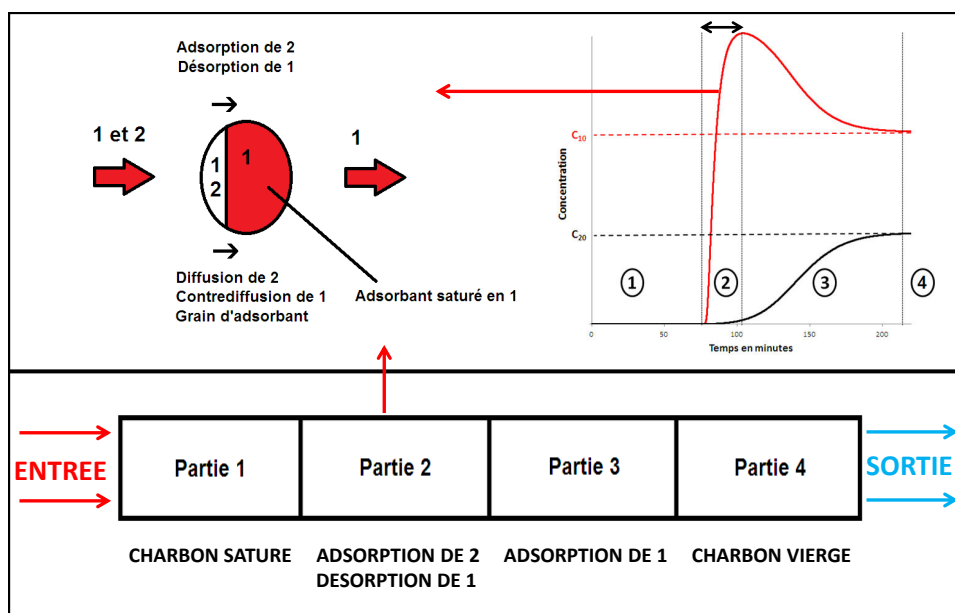 Adsorption de 2
Désorption de 1
1 et 2
1
1
1
2
Diffusion de 2
Contrediffusion de 1
Grain d'adsorbant
Adsorbant saturé en 1
Concentration
C10
C20
1
2
3
4
0
50
100
150
200
Temps en minutes
ENTREE
Partie 1
Partie 2
Partie 3
Partie 4
SORTIE
CHARBON SATURE
ADSORPTION DE 2
DESORPTION DE 1
ADSORPTION DE 1
CHARBON VIERGE